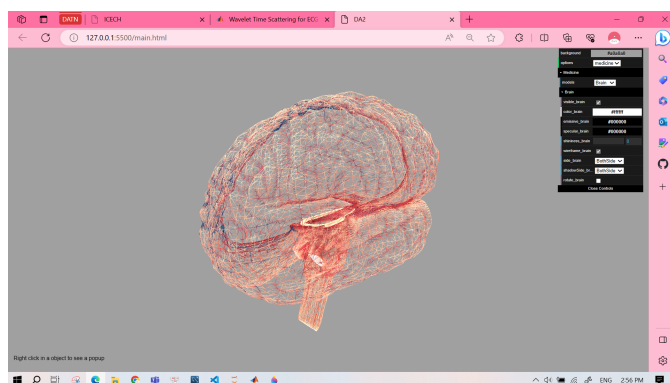 DATN
ICECH
Wavelet Time Scattering for ECG
DA2
127.0.0.1:5500/main.html
background
#a0a0a0
options
medicine
Medicine
models
Brain
Brain
visible_brain
color_brain
#ffffff
emissive_brain
#000000
specular_brain
#000000
shininess_brain
wireframe_brain
side_brain
BothSide
shadowSide_br
BothSide
rotate_brain
Close Controls
Right click in a object to see a popup
ENG
2:56 PM